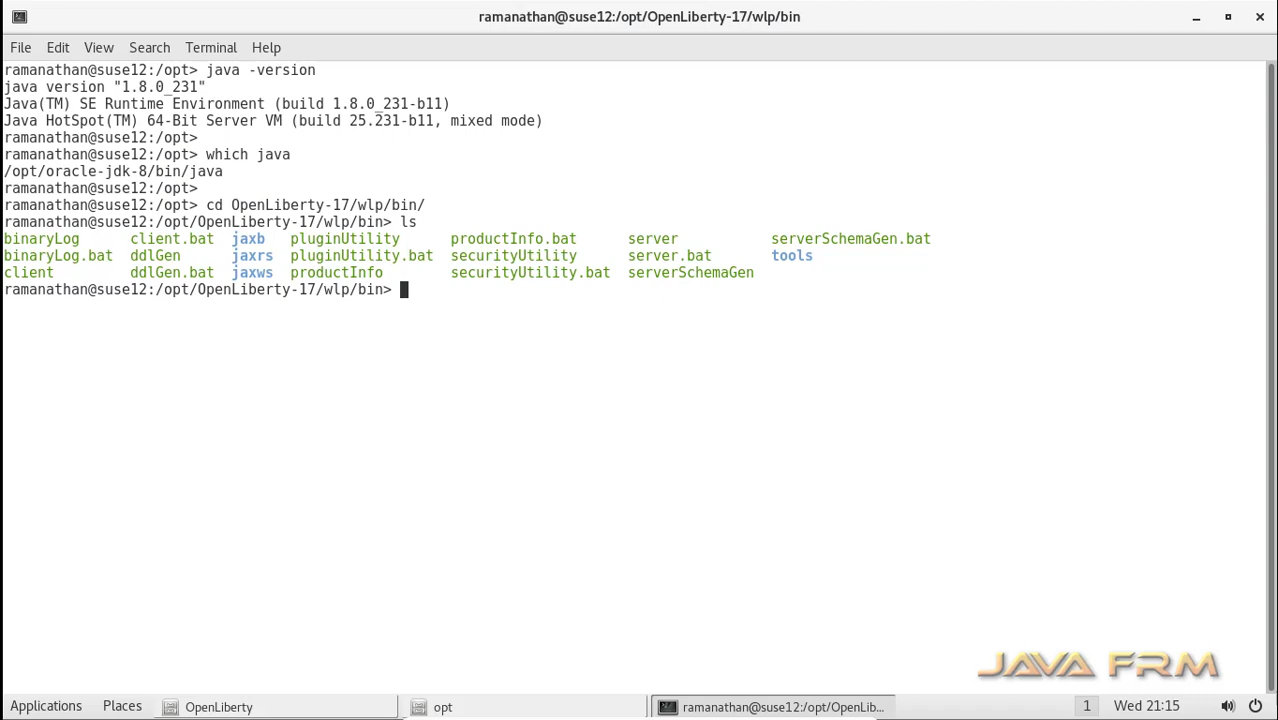 ramanathan@suse12:/opt/OpenLiberty-17/wlp/bin
File Edit View Search Terminal Help
ramanathan@suse12:/opt> java -version
java version "1.8.0_231"
Java(TM) SE Runtime Environment (build 1.8.0_231-b11)
Java HotSpot(TM) 64-Bit Server VM (build 25.231-b11, mixed mode)
ramanathan@suse12:/opt>
ramanathan@suse12:/opt> which java
/opt/oracle-jdk-8/bin/java
ramanathan@suse12:/opt>
ramanathan@suse12:/opt> cd OpenLiberty-17/wlp/bin/
ramanathan@suse12:/opt/OpenLiberty-17/wlp/bin> ls
binaryLog client.bat jaxb pluginUtility productInfo.bat server serverSchemaGen.bat
binaryLog.bat ddlGen jaxrs pluginUtility.bat securityUtility server.bat tools
client ddlGen.bat jaxws productInfo securityUtility.bat serverSchemaGen
ramanathan@suse12:/opt/OpenLiberty-17/wlp/bin>
JAVA FRM
Applications Places OpenLiberty opt ramanathan@suse12:/opt/OpenLib... 1 Wed 21:15